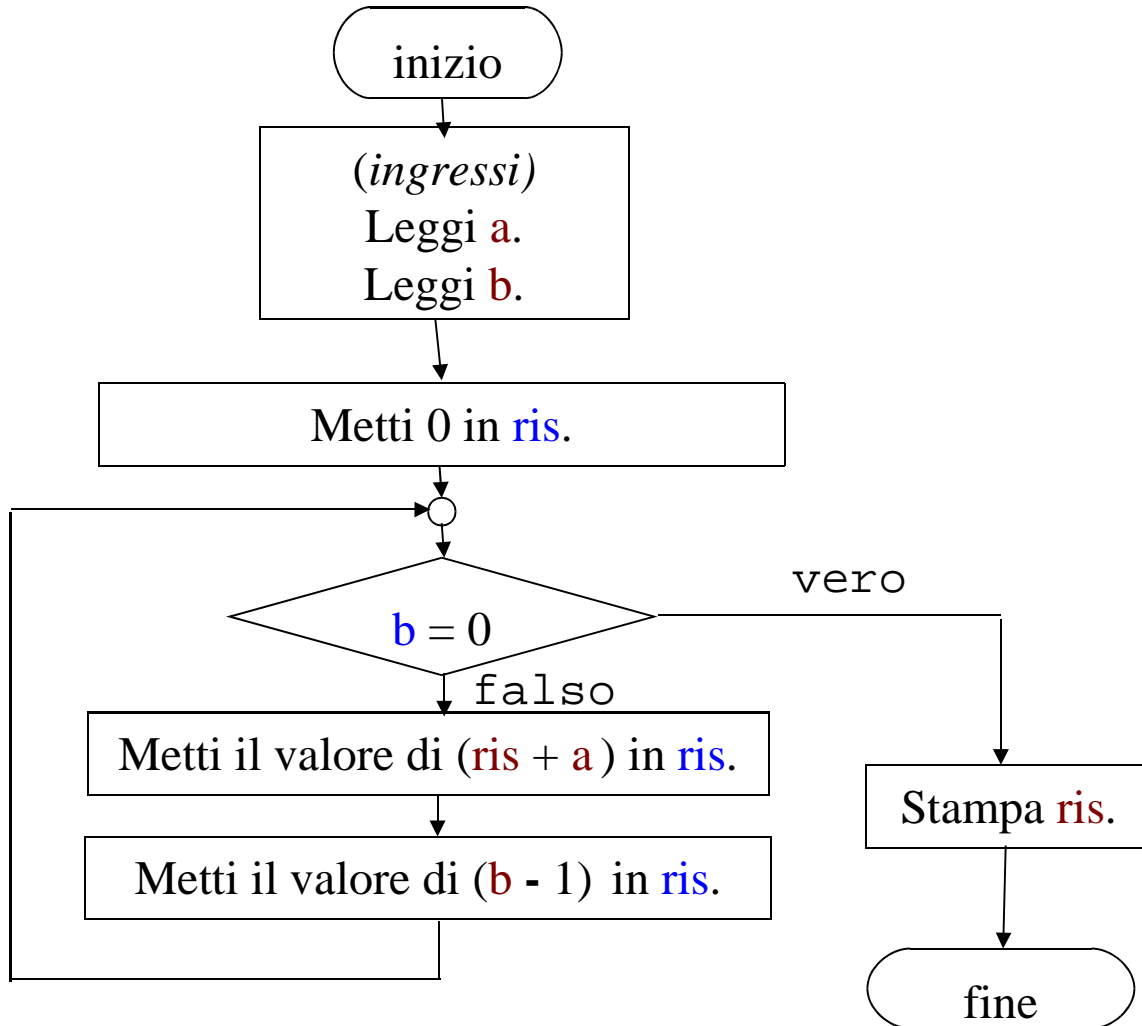 inizio
(ingressi)
Leggi a.
Leggi b.
Metti 0 in ris.
b = 0
vero
falso
Metti il valore di (ris + a ) in ris.
Metti il valore di (b - 1) in ris.
Stampa ris.
fine